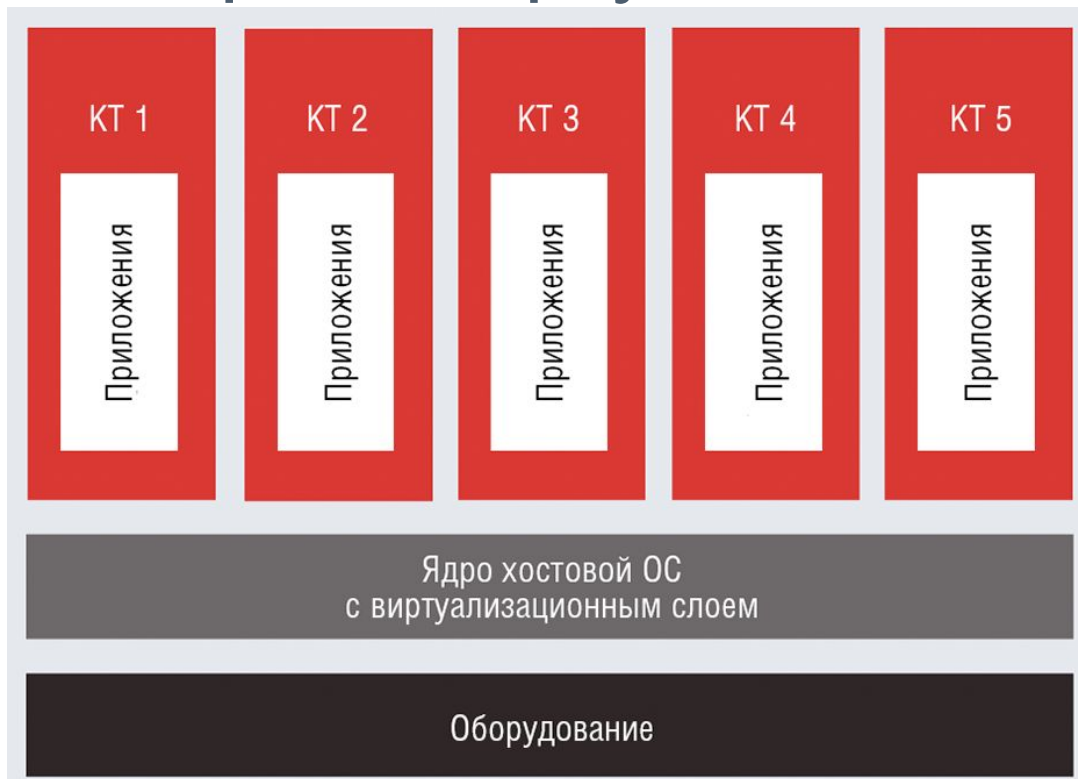 КТ 1
КТ 2
КТ 3
КТ 4
КТ 5
Приложения
Приложения
Приложения
Приложения
Приложения
Ядро хостовой ОС
с виртуализационным слоем
Оборудование